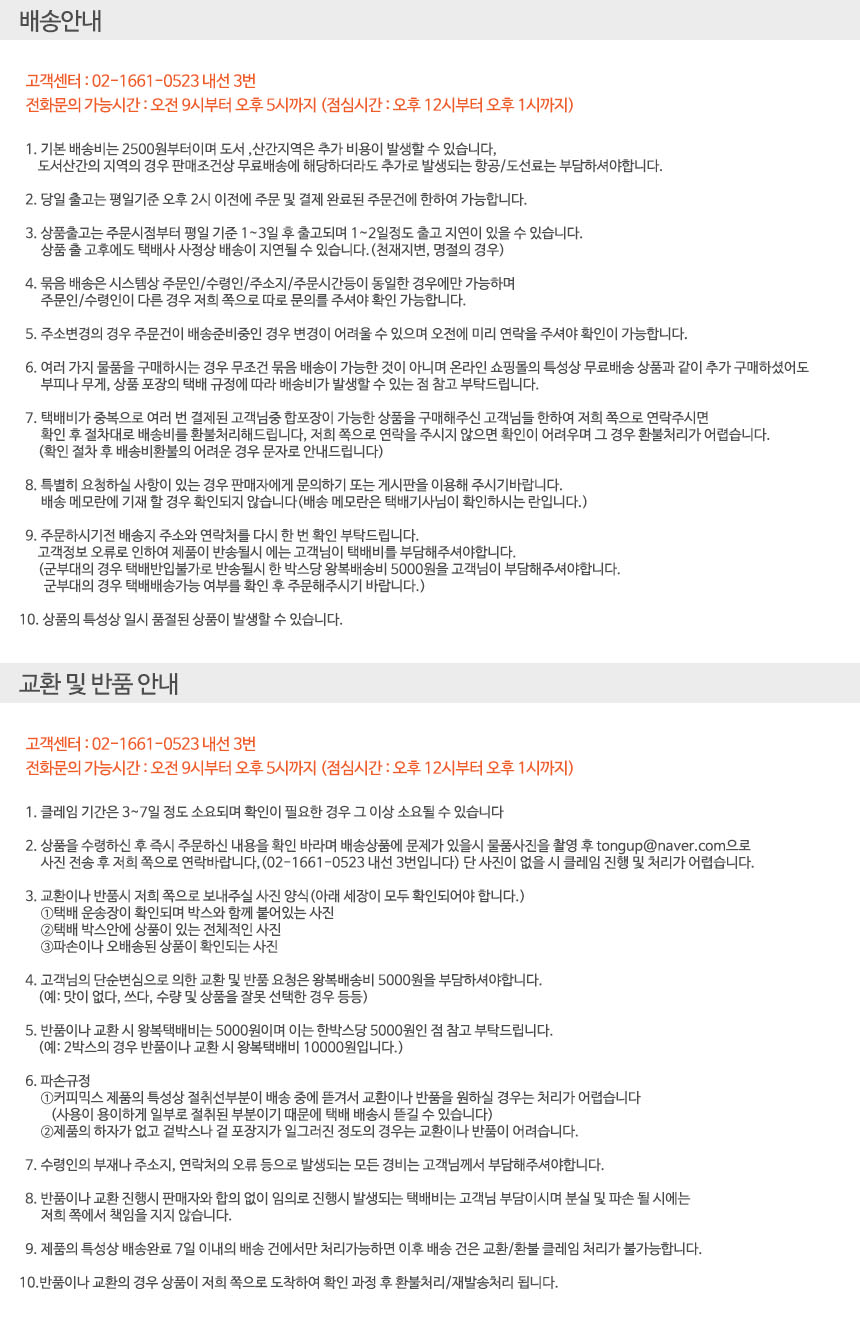 배송안내
고객센터 : 02-1661-0523 내선 3번
전화문의 가능시간 : 오전 9시부터 오후 5시까지 (점심시간 : 오후 12시부터 오후 1시까지)
1. 기본 배송비는 2500원부터이며 도서 ,산간지역은 추가 비용이 발생할 수 있습니다,
도서산간의 지역의 경우 판매조건상 무료배송에 해당하더라도 추가로 발생되는 항공/도선료는 부담하셔야합니다.
2. 당일 출고는 평일기준 오후 2시 이전에 주문 및 결제 완료된 주문건에 한하여 가능합니다.
3. 상품출고는 주문시점부터 평일 기준 1~3일 후 출고되며 1~2일정도 출고 지연이 있을 수 있습니다.
상품 출 고후에도 택배사 사정상 배송이 지연될 수 있습니다.(천재지변, 명절의 경우)
4. 묶음 배송은 시스템상 주문인/수령인/주소지/주문시간등이 동일한 경우에만 가능하며
주문인/수령인이 다른 경우 저희 쪽으로 따로 문의를 주셔야 확인 가능합니다.
5. 주소변경의 경우 주문건이 배송준비중인 경우 변경이 어려울 수 있으며 오전에 미리 연락을 주셔야 확인이 가능합니다.
6. 여러 가지 물품을 구매하시는 경우 무조건 묶음 배송이 가능한 것이 아니며 온라인 쇼핑몰의 특성상 무료배송 상품과 같이 추가 구매하셨어도
부피나 무게, 상품 포장의 택배 규정에 따라 배송비가 발생할 수 있는 점 참고 부탁드립니다.
7. 택배비가 중복으로 여러 번 결제된 고객님중 합포장이 가능한 상품을 구매해주신 고객님들 한하여 저희 쪽으로 연락주시면
확인 후 절차대로 배송비를 환불처리해드립니다, 저희 쪽으로 연락을 주시지 않으면 확인이 어려우며 그 경우 환불처리가 어렵습니다.
(확인 절차 후 배송비환불의 어려운 경우 문자로 안내드립니다)
8. 특별히 요청하실 사항이 있는 경우 판매자에게 문의하기 또는 게시판을 이용해 주시기바랍니다.
배송 메모란에 기재 할 경우 확인되지 않습니다(배송 메모란은 택배기사님이 확인하시는 란입니다.)
9. 주문하시기전 배송지 주소와 연락처를 다시 한 번 확인 부탁드립니다.
고객정보 오류로 인하여 제품이 반송될시 에는 고객님이 택배비를 부담해주셔야합니다.
(군부대의 경우 택배반입불가로 반송될시 한 박스당 왕복배송비 5000원을 고객님이 부담해주셔야합니다.
군부대의 경우 택배배송가능 여부를 확인 후 주문해주시기 바랍니다.)
10. 상품의 특성상 일시 품절된 상품이 발생할 수 있습니다.
교환 및 반품 안내
고객센터 : 02-1661-0523 내선 3번
전화문의 가능시간 : 오전 9시부터 오후 5시까지 (점심시간 : 오후 12시부터 오후 1시까지)
1. 클레임 기간은 3~7일 정도 소요되며 확인이 필요한 경우 그 이상 소요될 수 있습니다
2. 상품을 수령하신 후 즉시 주문하신 내용을 확인 바라며 배송상품에 문제가 있을시 물품사진을 촬영 후 tongup@naver.com으로
사진 전송 후 저희 쪽으로 연락바랍니다,(02-1661-0523 내선 3번입니다) 단 사진이 없을 시 클레임 진행 및 처리가 어렵습니다.
3. 교환이나 반품시 저희 쪽으로 보내주실 사진 양식(아래 세장이 모두 확인되어야 합니다.)
①택배 운송장이 확인되며 박스와 함께 붙어있는 사진
②택배 박스안에 상품이 있는 전체적인 사진
③파손이나 오배송된 상품이 확인되는 사진
4. 고객님의 단순변심으로 의한 교환 및 반품 요청은 왕복배송비 5000원을 부담하셔야합니다.
(예: 맛이 없다, 쓰다, 수량 및 상품을 잘못 선택한 경우 등등)
5. 반품이나 교환 시 왕복택배비는 5000원이며 이는 한박스당 5000원인 점 참고 부탁드립니다.
(예: 2박스의 경우 반품이나 교환 시 왕복택배비 10000원입니다.)
6. 파손규정
①커피믹스 제품의 특성상 절취선부분이 배송 중에 뜯겨서 교환이나 반품을 원하실 경우는 처리가 어렵습니다
(사용이 용이하게 일부로 절취된 부분이기 때문에 택배 배송시 뜯길 수 있습니다)
②제품의 하자가 없고 겉박스나 겉 포장지가 일그러진 정도의 경우는 교환이나 반품이 어려습니다.
7. 수령인의 부재나 주소지, 연락처의 오류 등으로 발생되는 모든 경비는 고객님께서 부담해주셔야합니다.
8. 반품이나 교환 진행시 판매자와 합의 없이 임의로 진행시 발생되는 택배비는 고객님 부담이시며 분실 및 파손 될 시에는
저희 쪽에서 책임을 지지 않습니다.
9. 제품의 특성상 배송완료 7일 이내의 배송 건에서만 처리가능하면 이후 배송 건은 교환/환불 클레임 처리가 불가능합니다.
10.반품이나 교환의 경우 상품이 저희 쪽으로 도착하여 확인 과정 후 환불처리/재발송처리 됩니다.